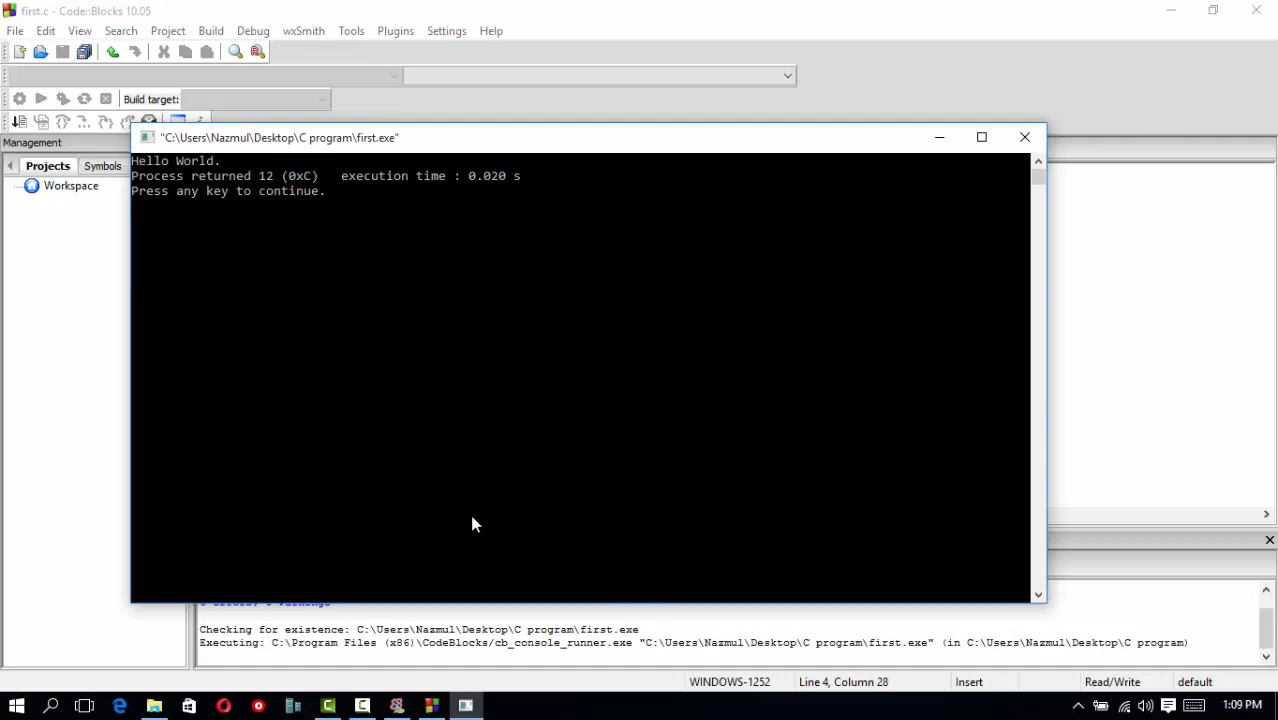 first.c - Code::Blocks 10.05
File Edit View Search Project Build Debug wxSmith Tools Plugins Settings Help
Build target:
Management
"C:\Users\Nazmul\Desktop\C program\first.exe"
Projects Symbols
Workspace
Hello World.
Process returned 12 (0xC) execution time : 0.020 s
Press any key to continue.
Checking for existence: C:\Users\Nazmul\Desktop\C program\first.exe
Executing: C:\Program Files (x86)\CodeBlocks/cb_console_runner.exe "C:\Users\Nazmul\Desktop\C program\first.exe" (in C:\Users\Nazmul\Desktop\C program)
WINDOWS-1252 Line 4, Column 28 Insert Read/Write default
1:09 PM